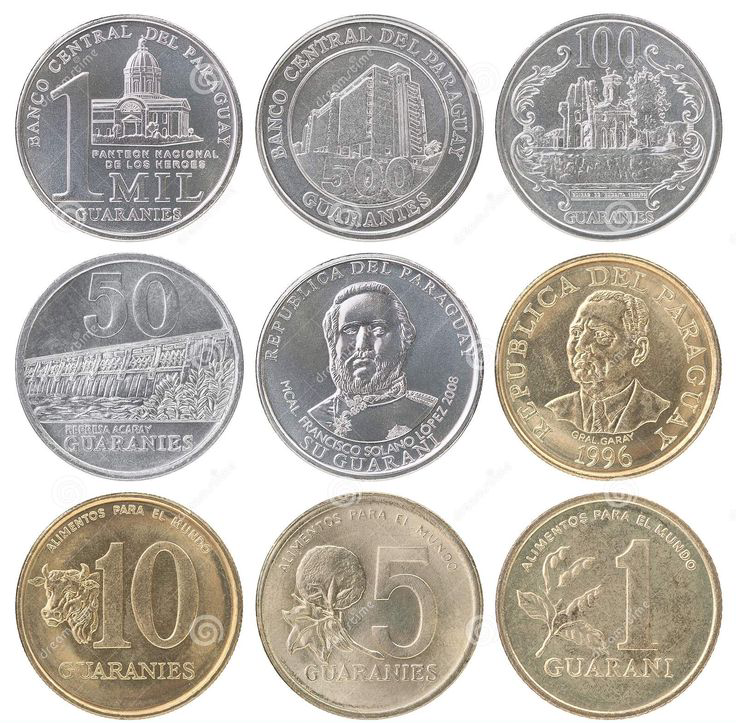 BANCO CENTRAL DEL PARAGUAY
1
PANTEON NACIONAL
DE LOS HEROES
MIL
GUARANIES
BANCO CENTRAL DEL PARAGUAY
500
GUARANIES
100
GUARANIES
50
REPRESA ACARAY
GUARANIES
REPUBLICA DEL PARAGUAY
MCAL. FRANCISCO SOLANO LOPEZ 2008
SU GUARANI
REPUBLICA DEL PARAGUAY
GRAL. GARAY
1996
ALIMENTOS PARA EL MUNDO
10
GUARANIES
ALIMENTOS PARA EL MUNDO
5
GUARANIES
ALIMENTOS PARA EL MUNDO
1
GUARANI
dreamstime